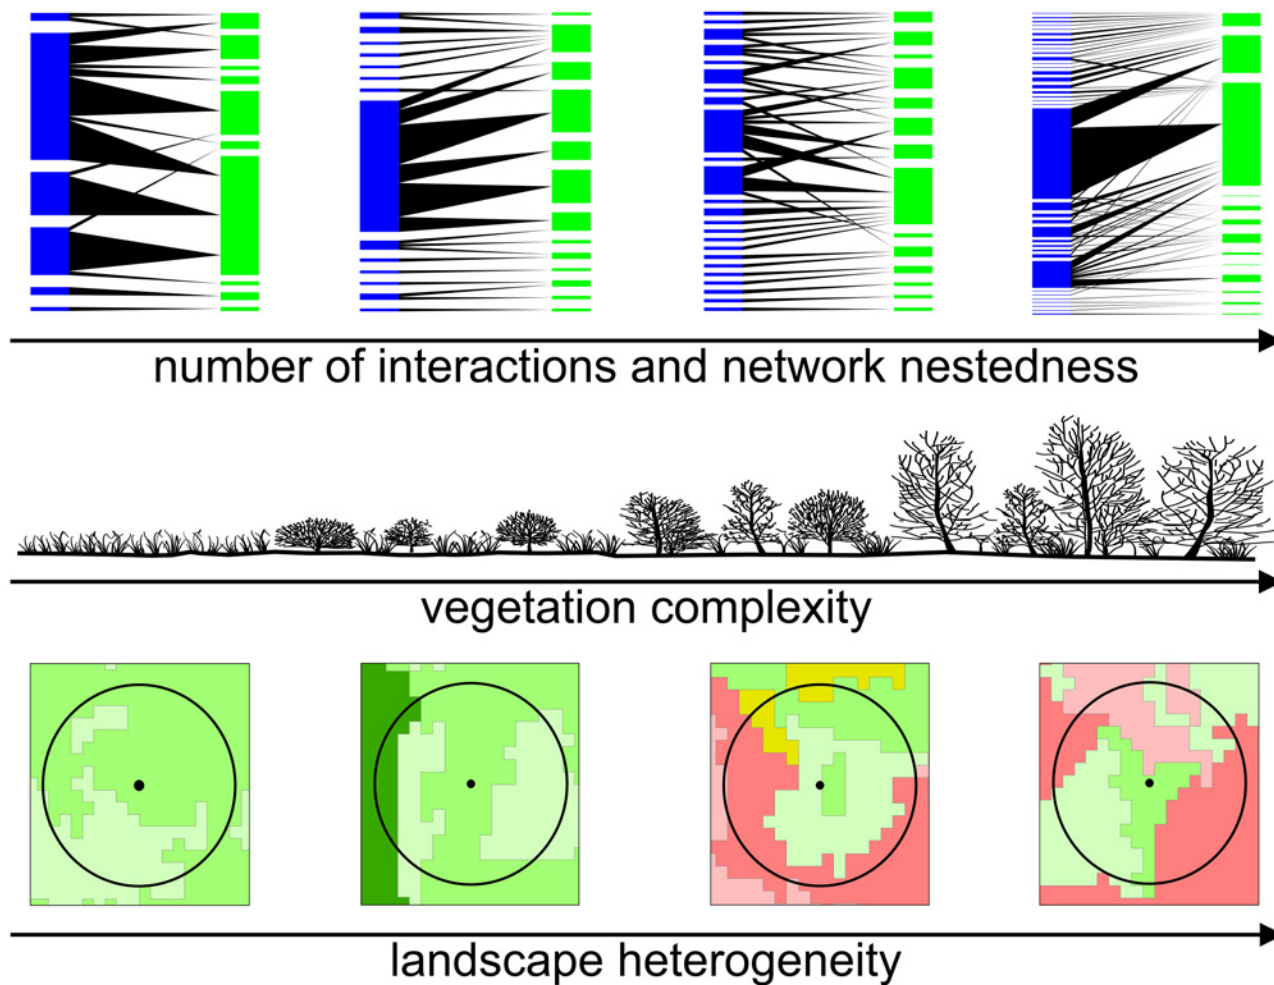 number of interactions and network nestedness
vegetation complexity
landscape heterogeneity